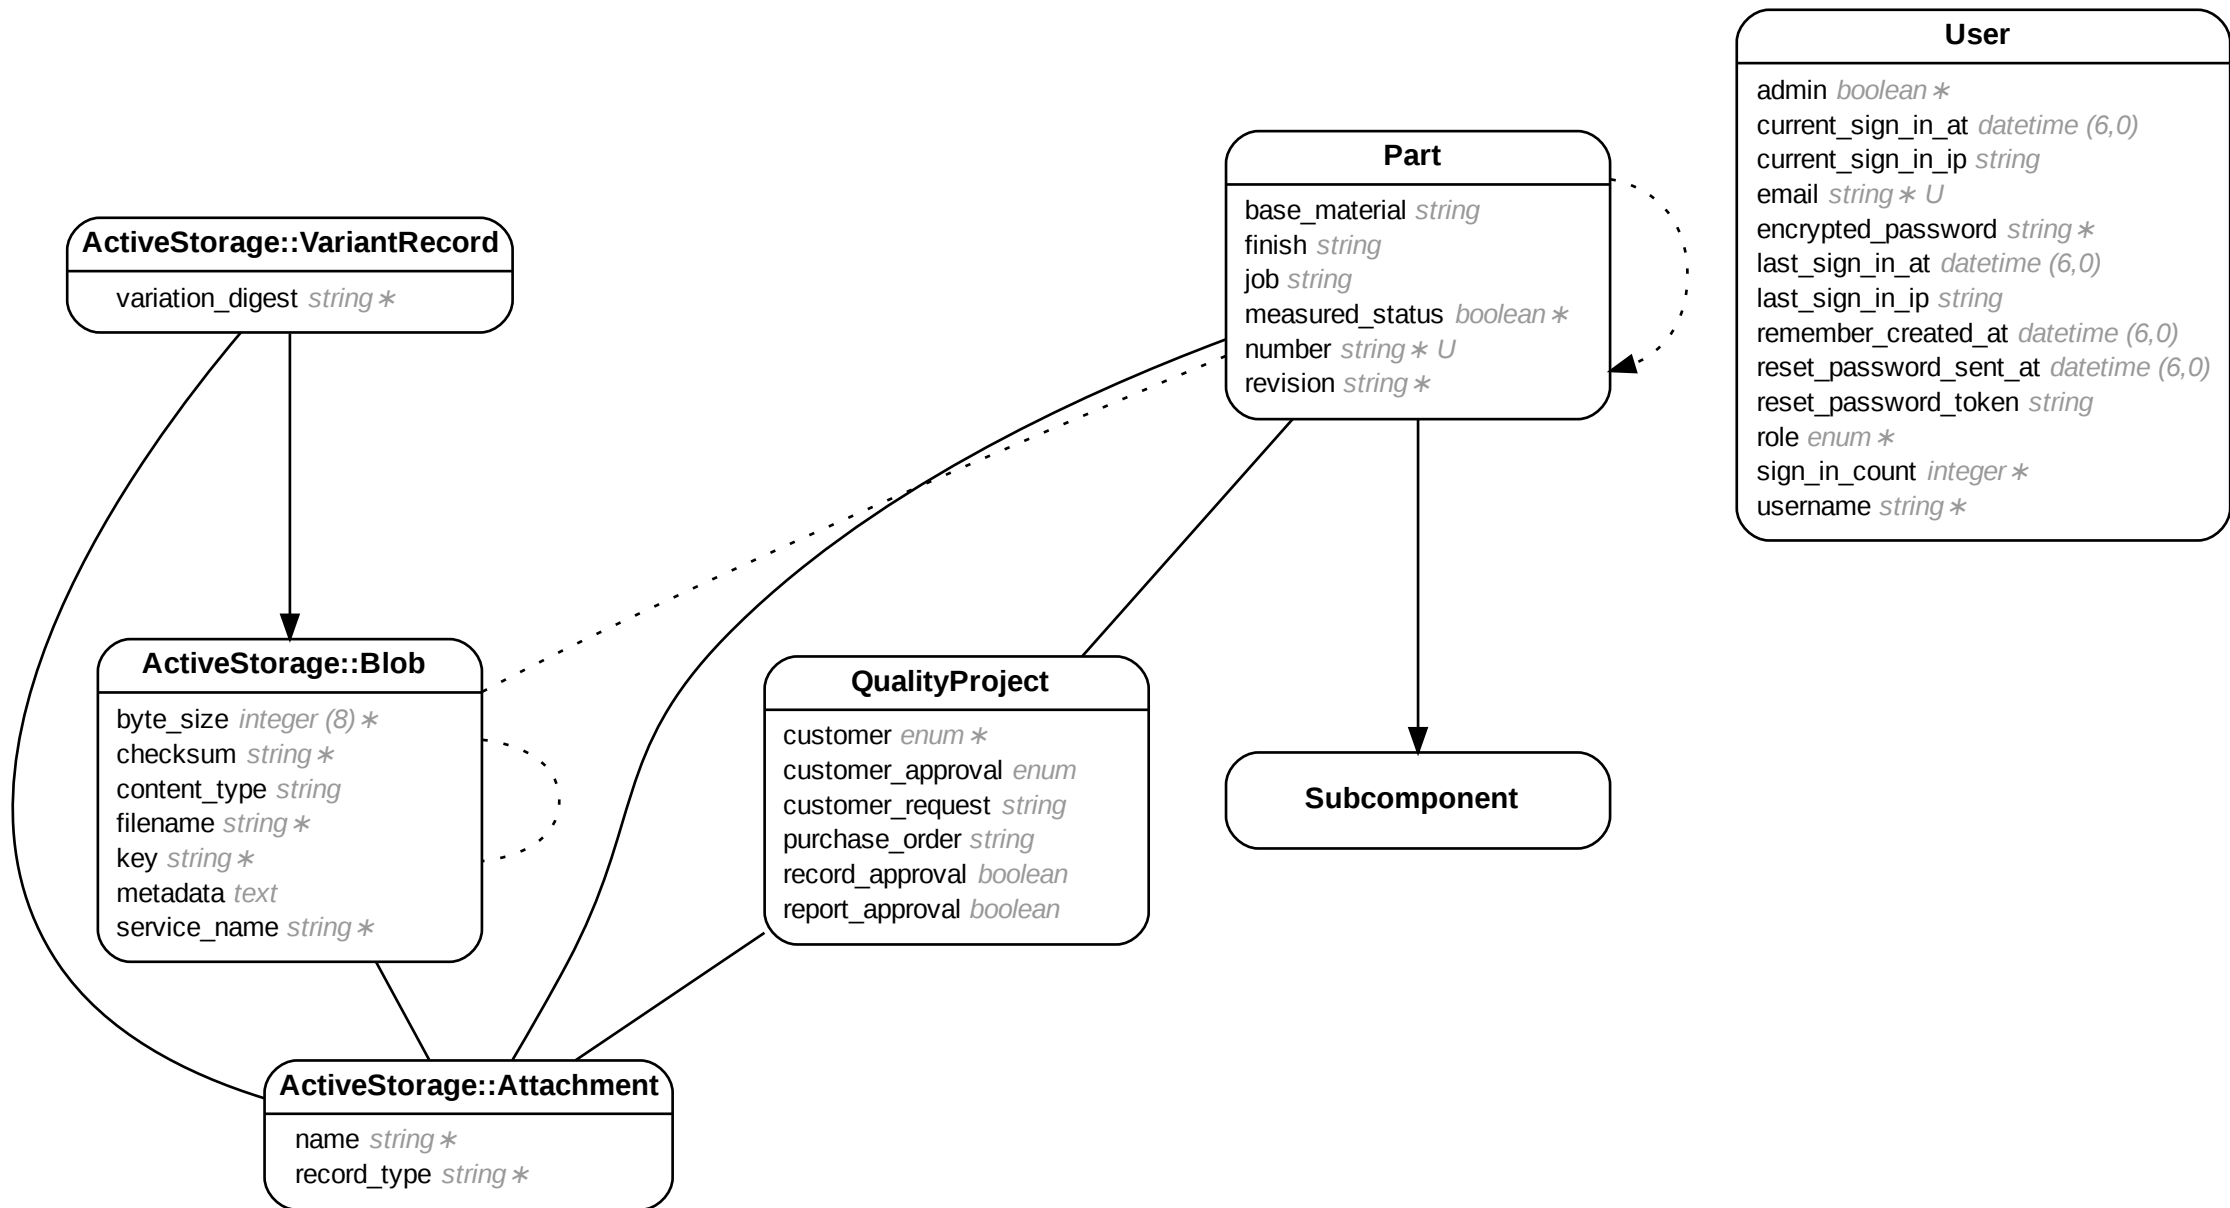 User
admin boolean ∗
current_sign_in_at datetime (6,0)
current_sign_in_ip string
email string ∗ U
encrypted_password string ∗
last_sign_in_at datetime (6,0)
last_sign_in_ip string
remember_created_at datetime (6,0)
reset_password_sent_at datetime (6,0)
reset_password_token string
role enum ∗
sign_in_count integer ∗
username string ∗
Part
base_material string
finish string
job string
measured_status boolean ∗
number string ∗ U
revision string ∗
ActiveStorage::VariantRecord
variation_digest string ∗
ActiveStorage::Blob
byte_size integer (8) ∗
checksum string ∗
content_type string
filename string ∗
key string ∗
metadata text
service_name string ∗
QualityProject
customer enum ∗
customer_approval enum
customer_request string
purchase_order string
record_approval boolean
report_approval boolean
Subcomponent
ActiveStorage::Attachment
name string ∗
record_type string ∗